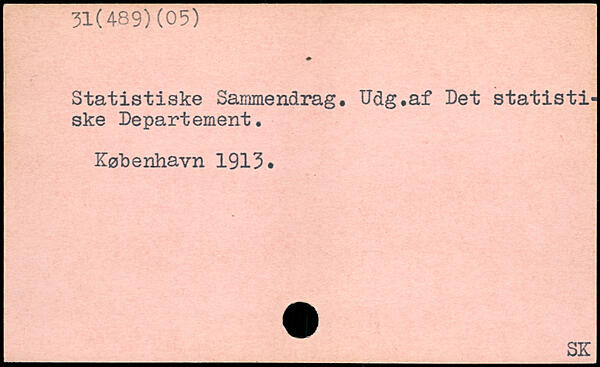 31(489)(05)
Statistiske Sammendrag. Udg.af Det statisti-
ske Departement.
København 1913.
SK